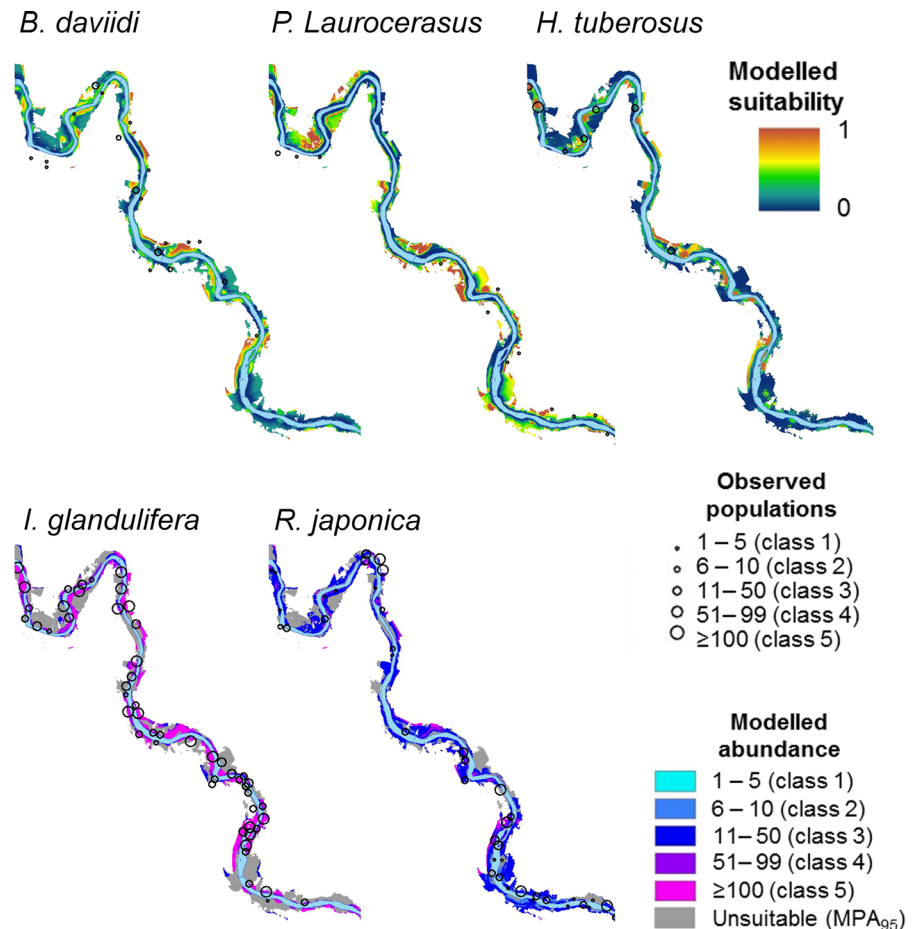 B. daviidi
P. Laurocerasus
H. tuberosus
Modelled
suitability
1
0
I. glandulifera
R. japonica
Observed
populations
1 – 5 (class 1)
6 – 10 (class 2)
11– 50 (class 3)
51– 99 (class 4)
≥100 (class 5)
Modelled
abundance
1 – 5 (class 1)
6 – 10 (class 2)
11– 50 (class 3)
51– 99 (class 4)
≥100 (class 5)
Unsuitable (MPA95)